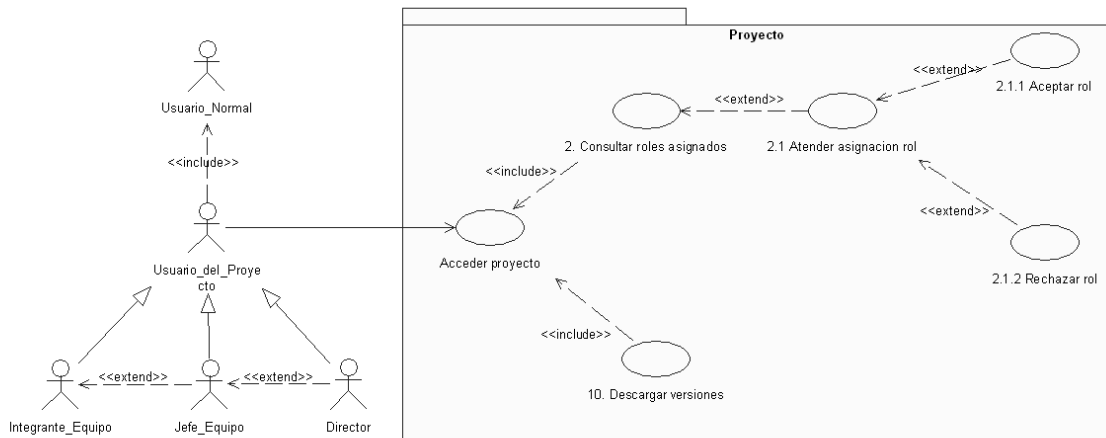 Proyecto
Usuario_Normal
<<include>>
Usuario_del_Proye
cto
<<extend>>
<<extend>>
Integrante_Equipo
Jefe_Equipo
Director
<<extend>>
2.1.1 Aceptar rol
<<extend>>
2. Consultar roles asignados
2.1 Atender asignacion rol
<<include>>
<<extend>>
Acceder proyecto
2.1.2 Rechazar rol
<<include>>
10. Descargar versiones